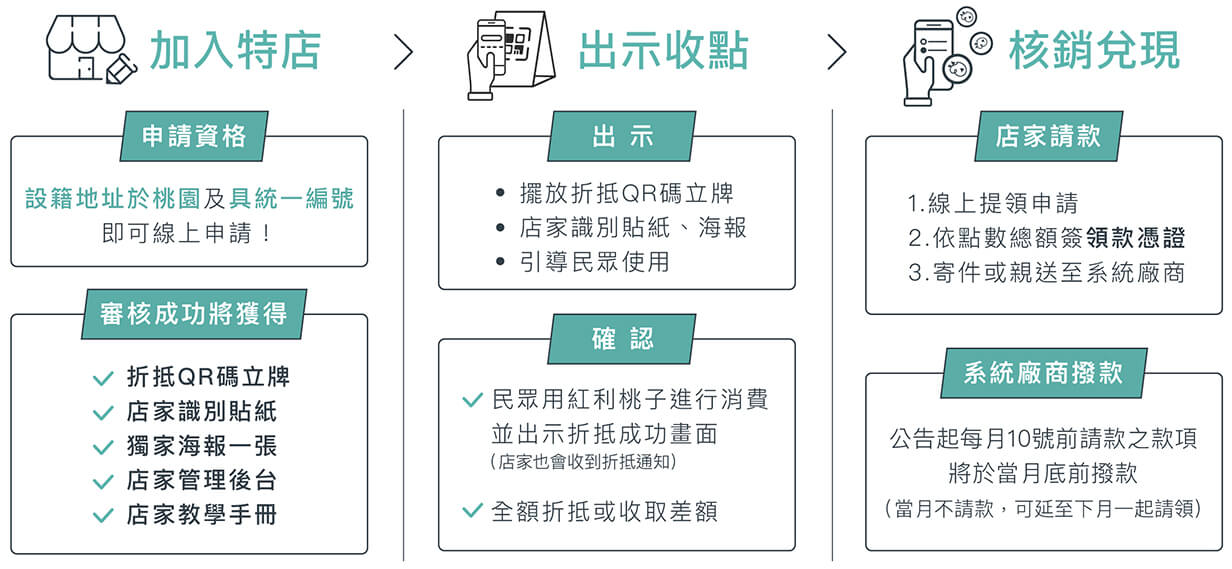 加入特店
申請資格
設籍地址於桃園及具統一編號
即可線上申請！
審核成功將獲得
折抵QR碼立牌
店家識別貼紙
獨家海報一張
店家管理後台
店家教學手冊
出示收點
出示
擺放折抵QR碼立牌
店家識別貼紙、海報
引導民眾使用
確認
民眾用紅利桃子進行消費
並出示折抵成功畫面
(店家也會收到折抵通知)
全額折抵或收取差額
核銷兌現
店家請款
1.線上提領申請
2.依點數總額簽領款憑證
3.寄件或親送至系統廠商
系統廠商撥款
公告起每月10號前請款之款項
將於當月底前撥款
(當月不請款，可延至下月一起請領)